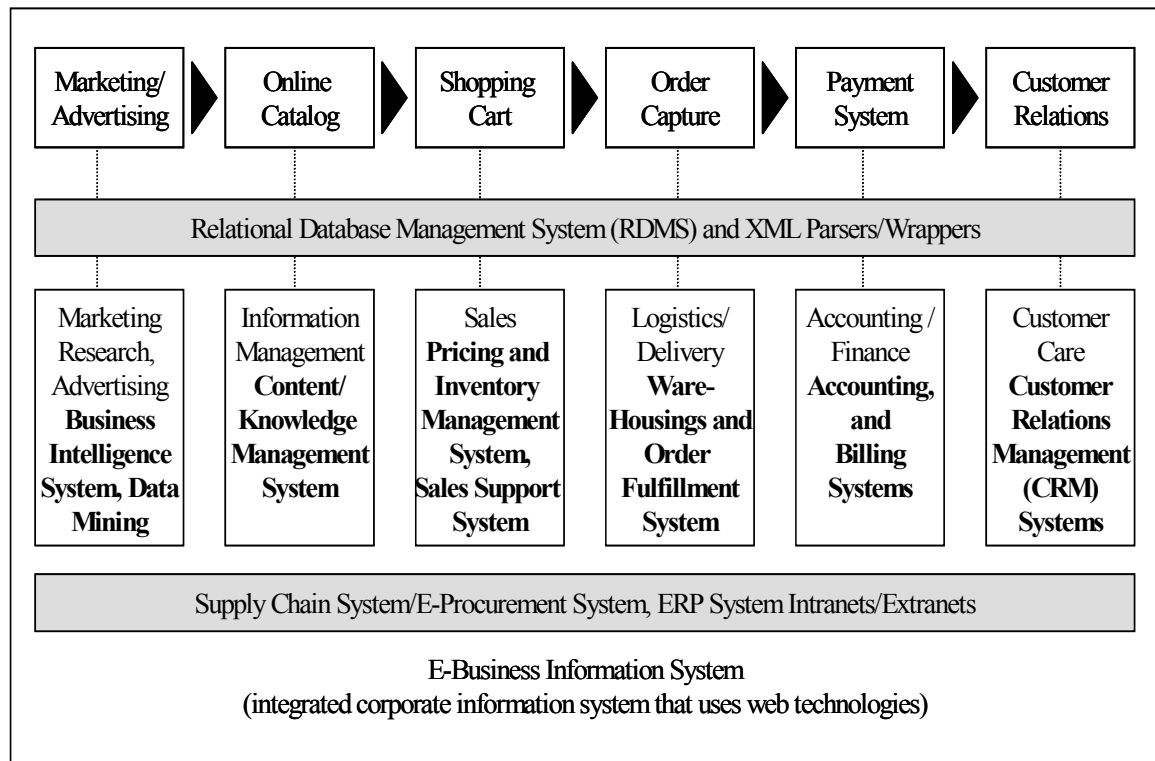 Marketing/
Advertising
Online
Catalog
Shopping
Cart
Order
Capture
Payment
System
Customer
Relations
Relational Database Management System (RDMS) and XML Parsers/Wrappers
Marketing
Research,
Advertising
Business
Intelligence
System, Data
Mining
Information
Management
Content/
Knowledge
Management
System
Sales
Pricing and
Inventory
Management
System,
Sales Support
System
Logistics/
Delivery
Ware-
Housings and
Order
Fulfillment
System
Accounting /
Finance
Accounting,
and
Billing
Systems
Customer
Care
Customer
Relations
Management
(CRM)
Systems
Supply Chain System/E-Procurement System, ERP System Intranets/Extranets
E-Business Information System
(integrated corporate information system that uses web technologies)